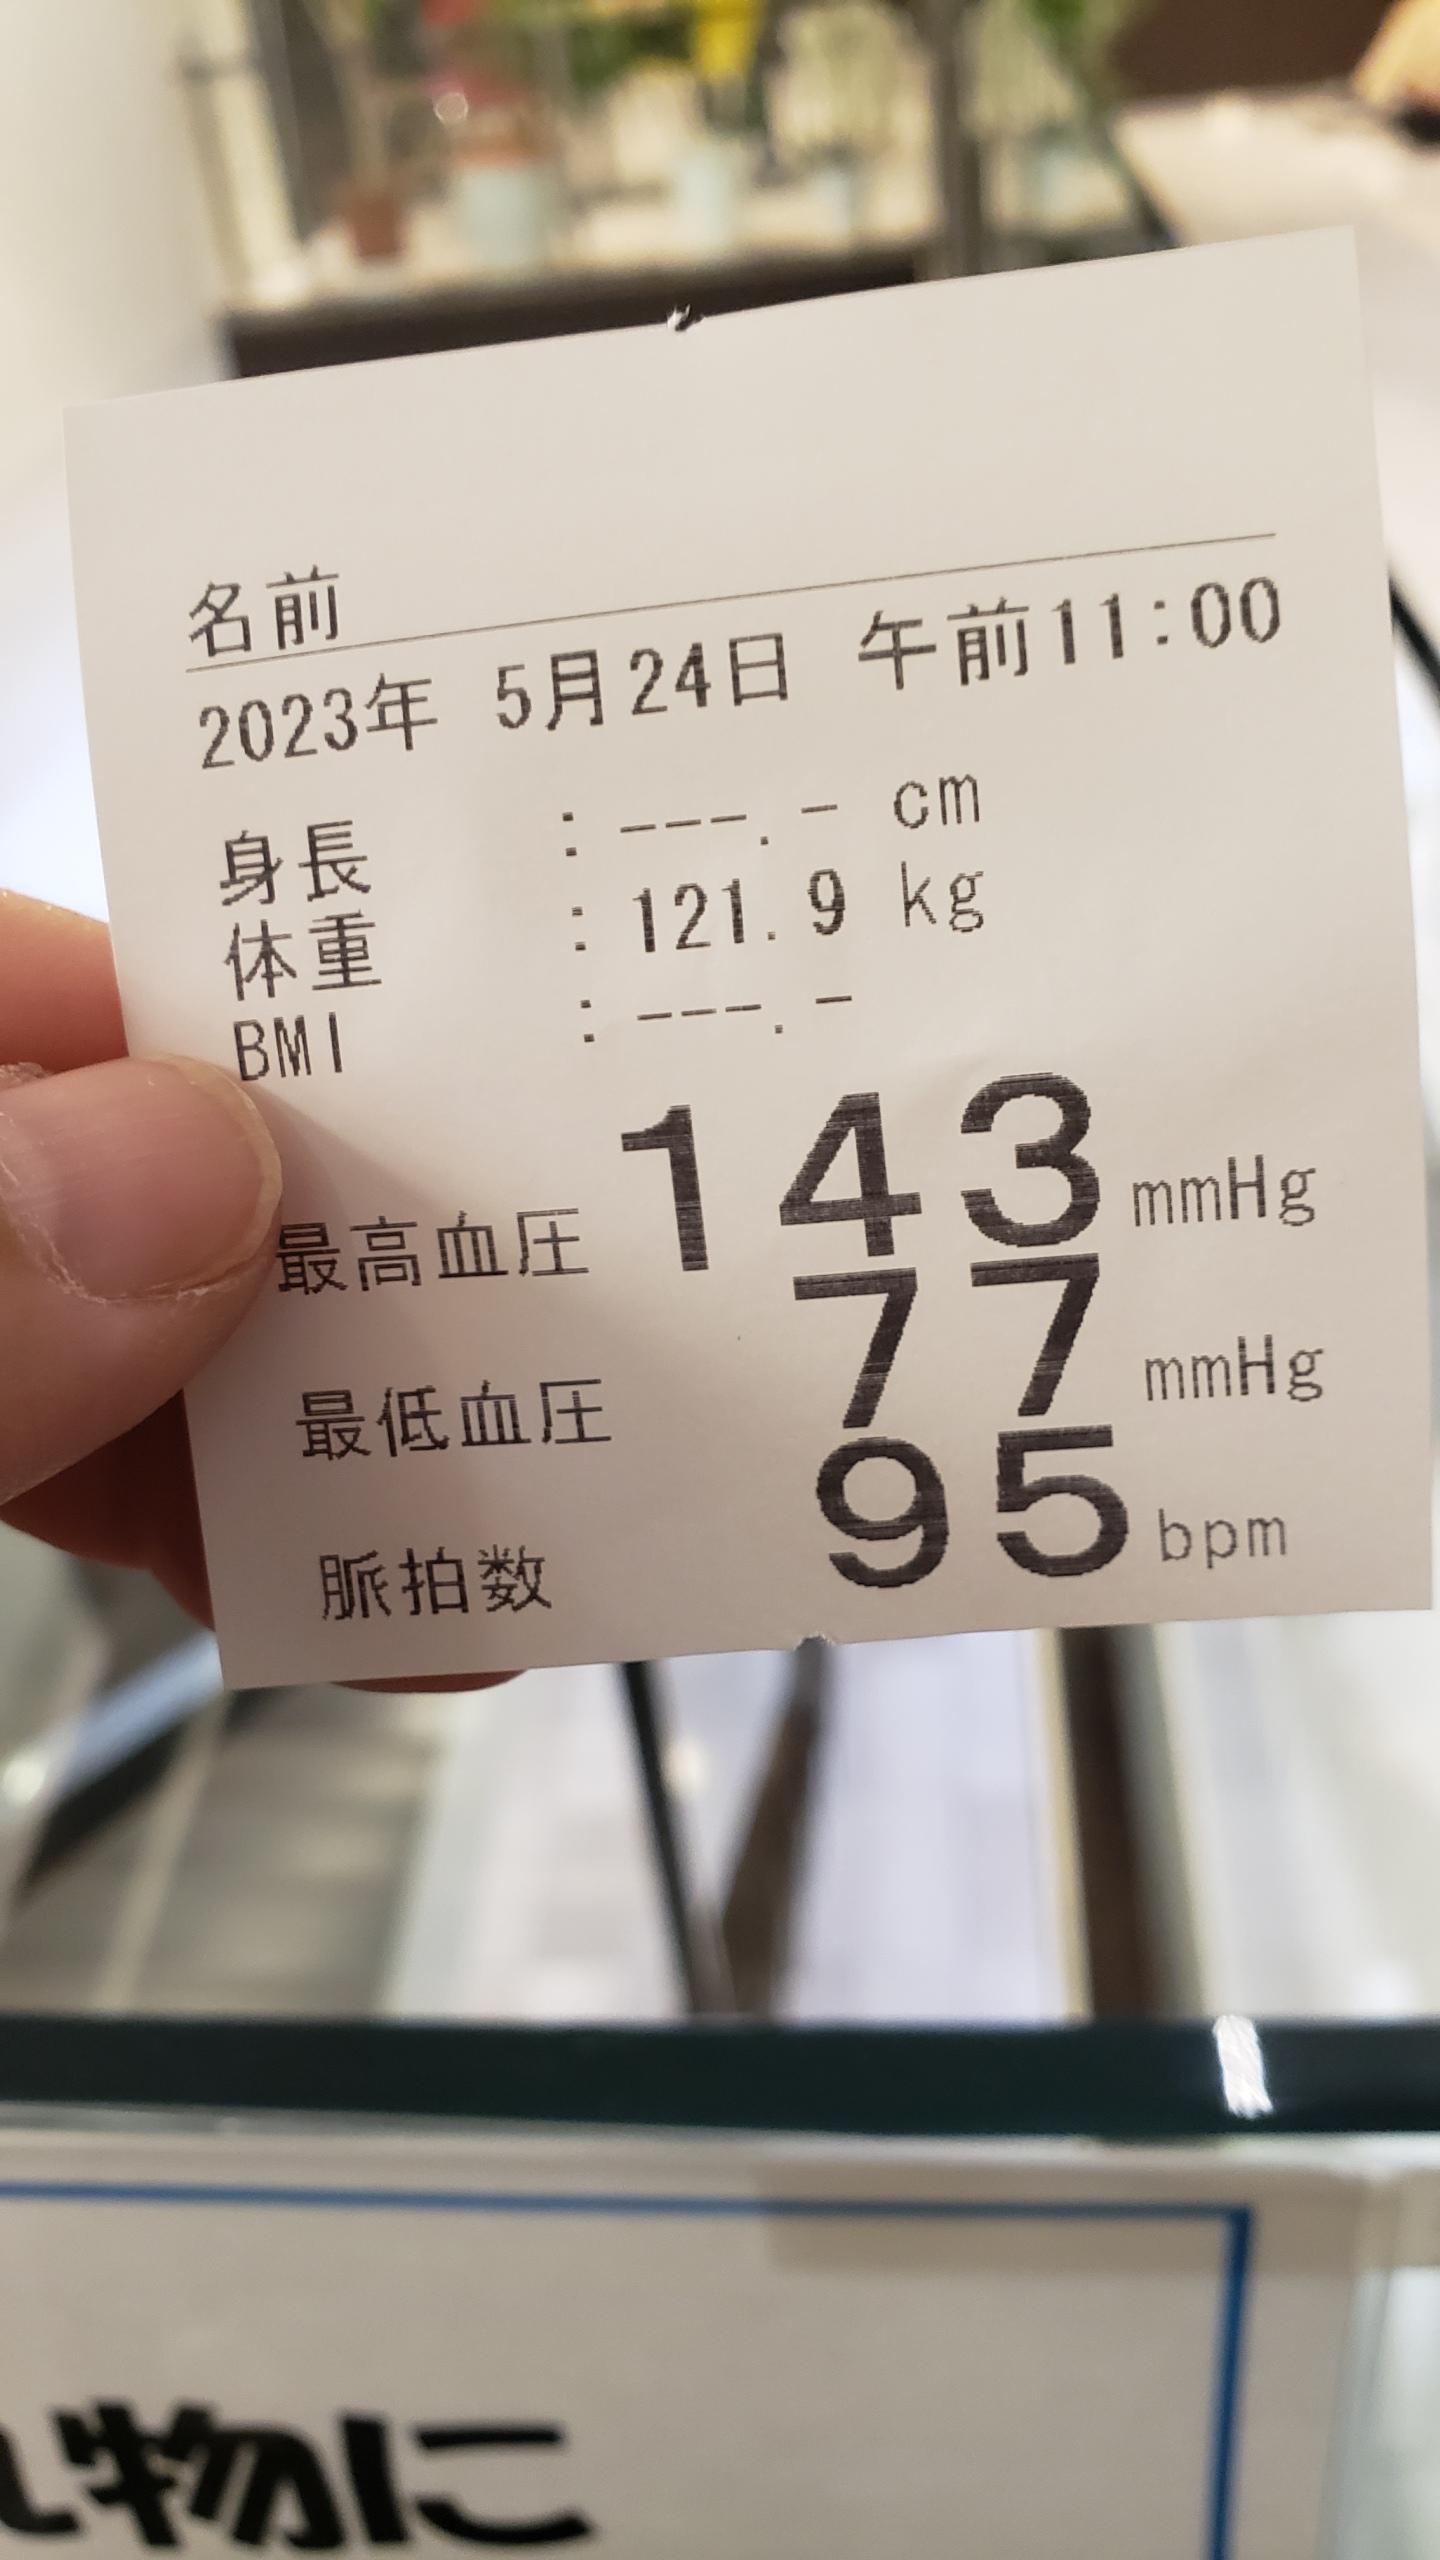 名前
2023年 5月24日 午前11:00
身長 : ---.- cm
体重 : 121.9 kg
BMI : ---.-
最高血圧 143 mmHg
最低血圧 77 mmHg
脈拍数 95 bpm
物に